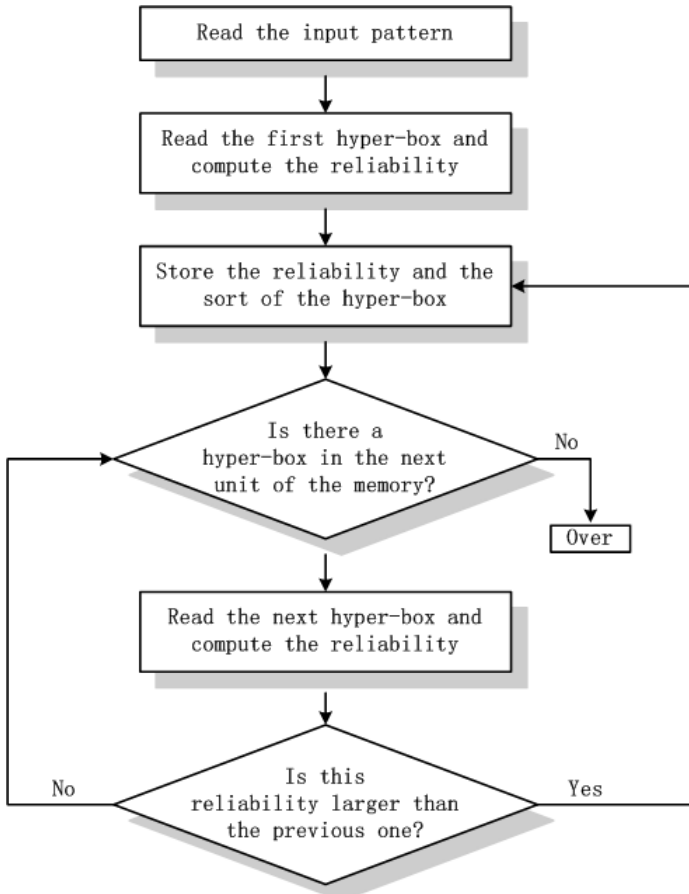 Read the input pattern
Read the first hyper-box and
compute the reliability
Store the reliability and the
sort of the hyper-box
Is there a
hyper-box in the next
unit of the memory?
No
Over
Read the next hyper-box and
compute the reliability
Is this
reliability larger than
the previous one?
No
Yes